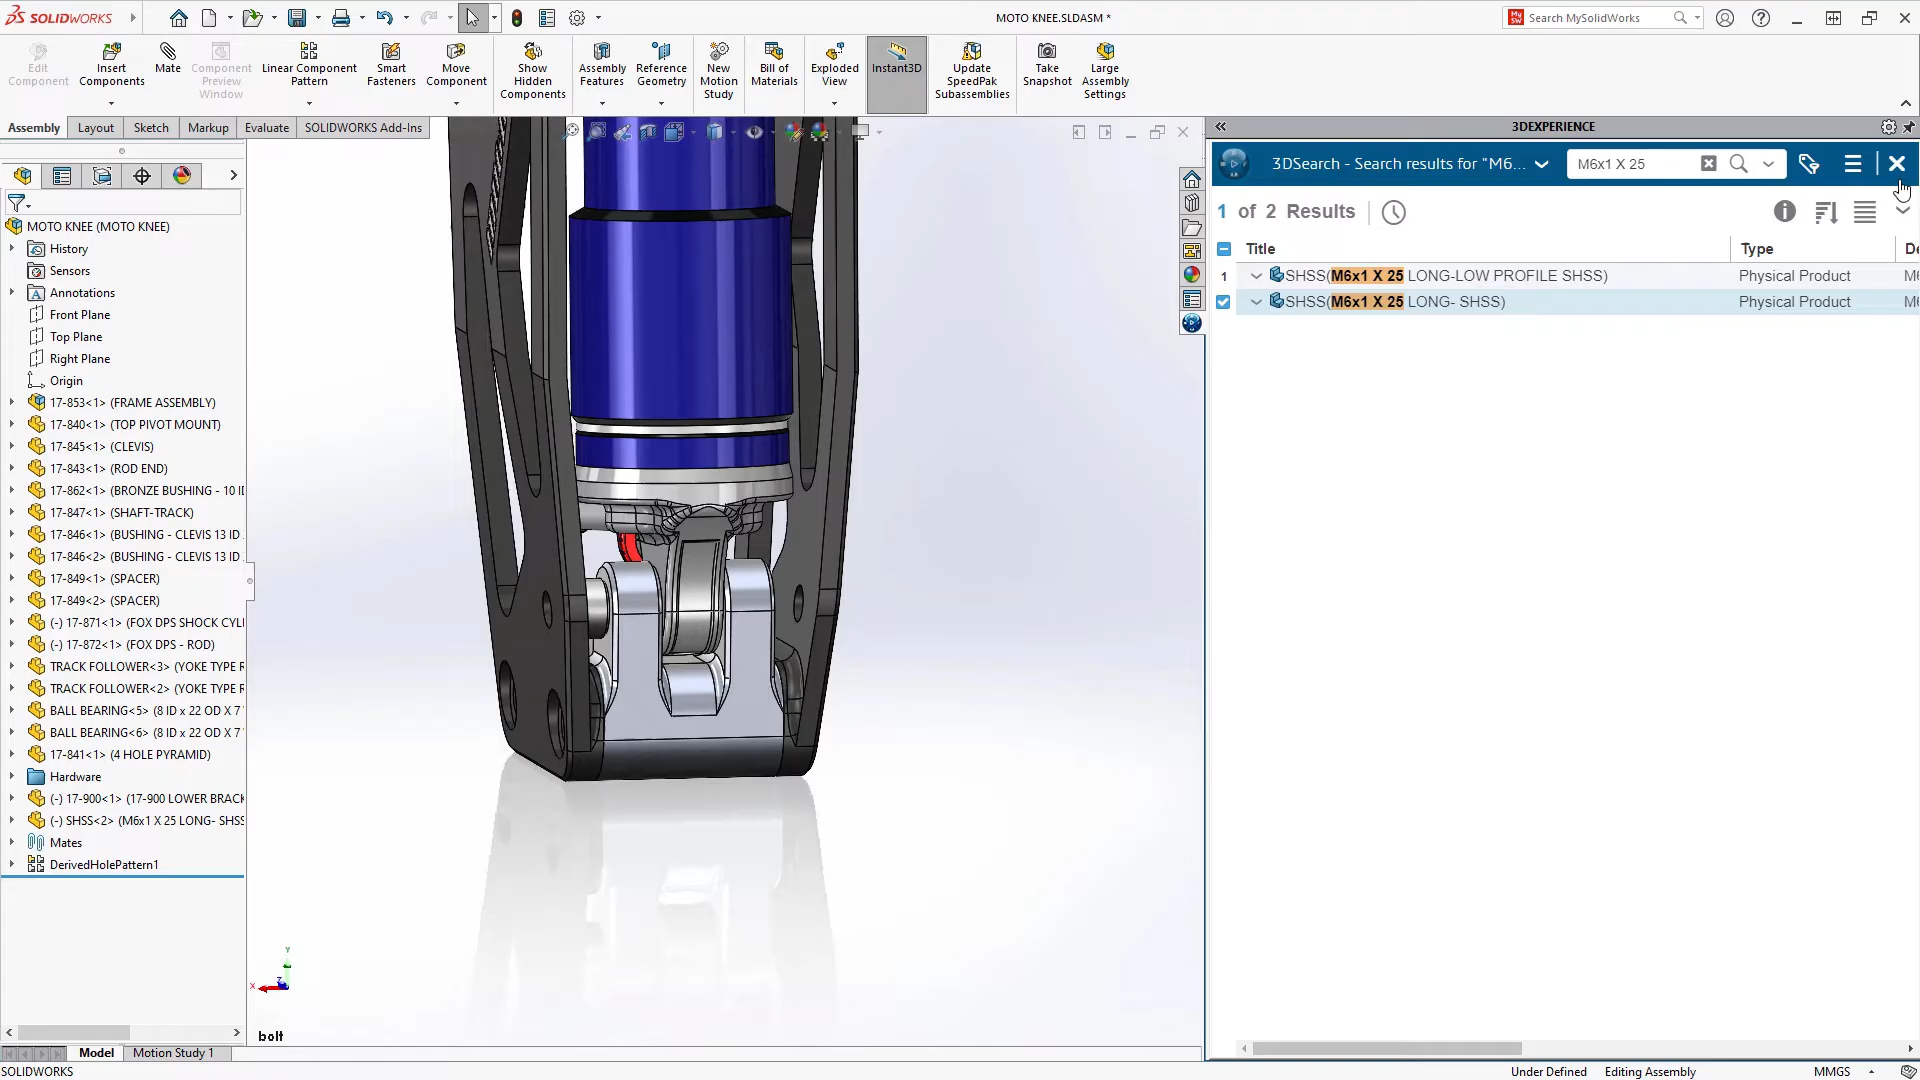 SOLIDWORKS
MOTO KNEE.SLDASM *
Search MySolidWorks
Edit Component
Insert Components
Mate
Component Preview Window
Linear Component Pattern
Smart Fasteners
Move Component
Show Hidden Components
Assembly Features
Reference Geometry
New Motion Study
Bill of Materials
Exploded View
Instant3D
Update SpeedPak Subassemblies
Take Snapshot
Large Assembly Settings
Assembly
Layout
Sketch
Markup
Evaluate
SOLIDWORKS Add-Ins
MOTO KNEE (MOTO KNEE)
History
Sensors
Annotations
Front Plane
Top Plane
Right Plane
Origin
17-853<1> (FRAME ASSEMBLY)
17-840<1> (TOP PIVOT MOUNT)
17-845<1> (CLEVIS)
17-843<1> (ROD END)
17-862<1> (BRONZE BUSHING - 10 ID
17-847<1> (SHAFT-TRACK)
17-846<1> (BUSHING - CLEVIS 13 ID
17-846<2> (BUSHING - CLEVIS 13 ID
17-849<1> (SPACER)
17-849<2> (SPACER)
(-) 17-871<1> (FOX DPS SHOCK CYLI
(-) 17-872<1> (FOX DPS - ROD)
TRACK FOLLOWER<3> (YOKE TYPE R
TRACK FOLLOWER<2> (YOKE TYPE R
BALL BEARING<5> (8 ID x 22 OD X 7
BALL BEARING<6> (8 ID x 22 OD X 7
17-841<1> (4 HOLE PYRAMID)
Hardware
(-) 17-900<1> (17-900 LOWER BRACK
(-) SHSS<2> (M6x1 X 25 LONG- SHSS
Mates
DerivedHolePattern1
Y
X
Z
bolt
Model
Motion Study 1
3DEXPERIENCE
3DSearch - Search results for "M6...
M6x1 X 25
1 of 2 Results
Title
Type
De
1
SHSS(M6x1 X 25 LONG-LOW PROFILE SHSS)
Physical Product
M6
SHSS(M6x1 X 25 LONG- SHSS)
Physical Product
M6
SOLIDWORKS
Under Defined
Editing Assembly
MMGS